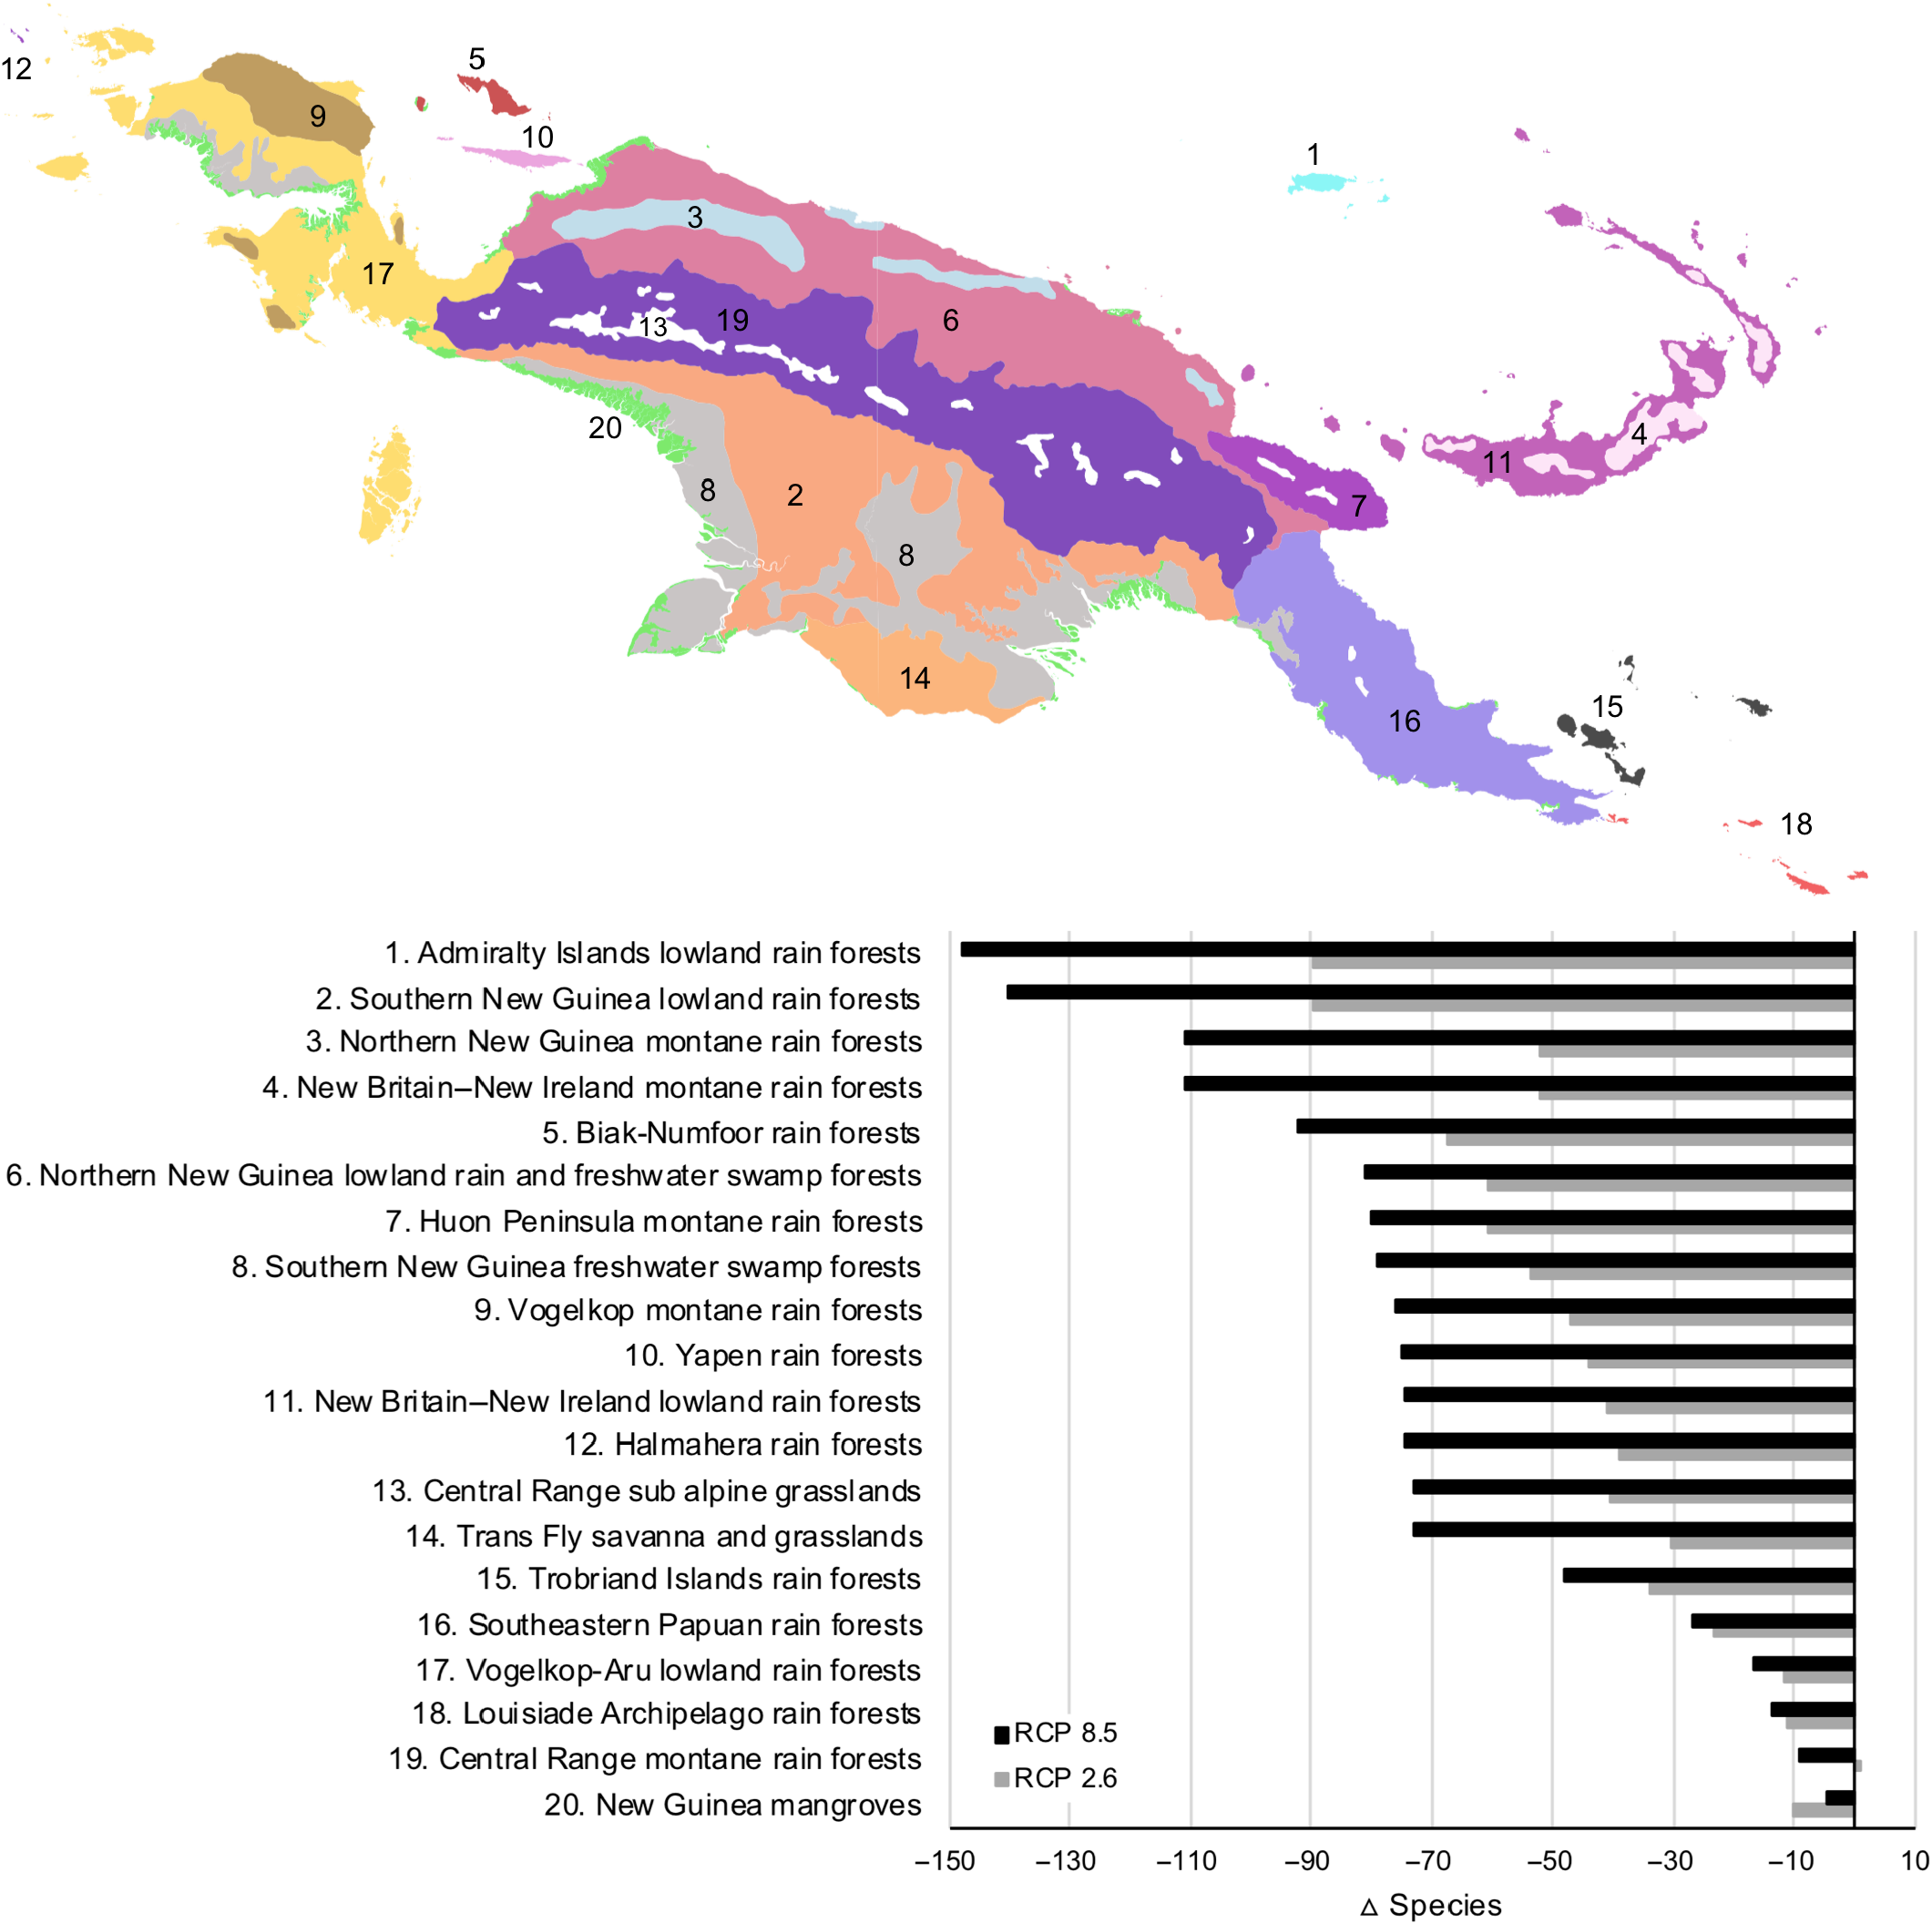 5
12
9
10
1
3
17
6
19
13
20
4
11
8
2
7
8
14
15
16
18
1. Admiralty Islands lowland rain forests
2. Southern New Guinea lowland rain forests
3. Northern New Guinea montane rain forests
4. New Britain–New Ireland montane rain forests
5. Biak-Numfoor rain forests
6. Northern New Guinea lowland rain and freshwater swamp forests
7. Huon Peninsula montane rain forests
8. Southern New Guinea freshwater swamp forests
9. Vogelkop montane rain forests
10. Yapen rain forests
11. New Britain–New Ireland lowland rain forests
12. Halmahera rain forests
13. Central Range sub alpine grasslands
14. Trans Fly savanna and grasslands
15. Trobriand Islands rain forests
16. Southeastern Papuan rain forests
17. Vogelkop-Aru lowland rain forests
18. Louisiade Archipelago rain forests
19. Central Range montane rain forests
20. New Guinea mangroves
RCP 8.5
RCP 2.6
−150 −130 −110 −90 −70 −50 −30 −10 10
△ Species